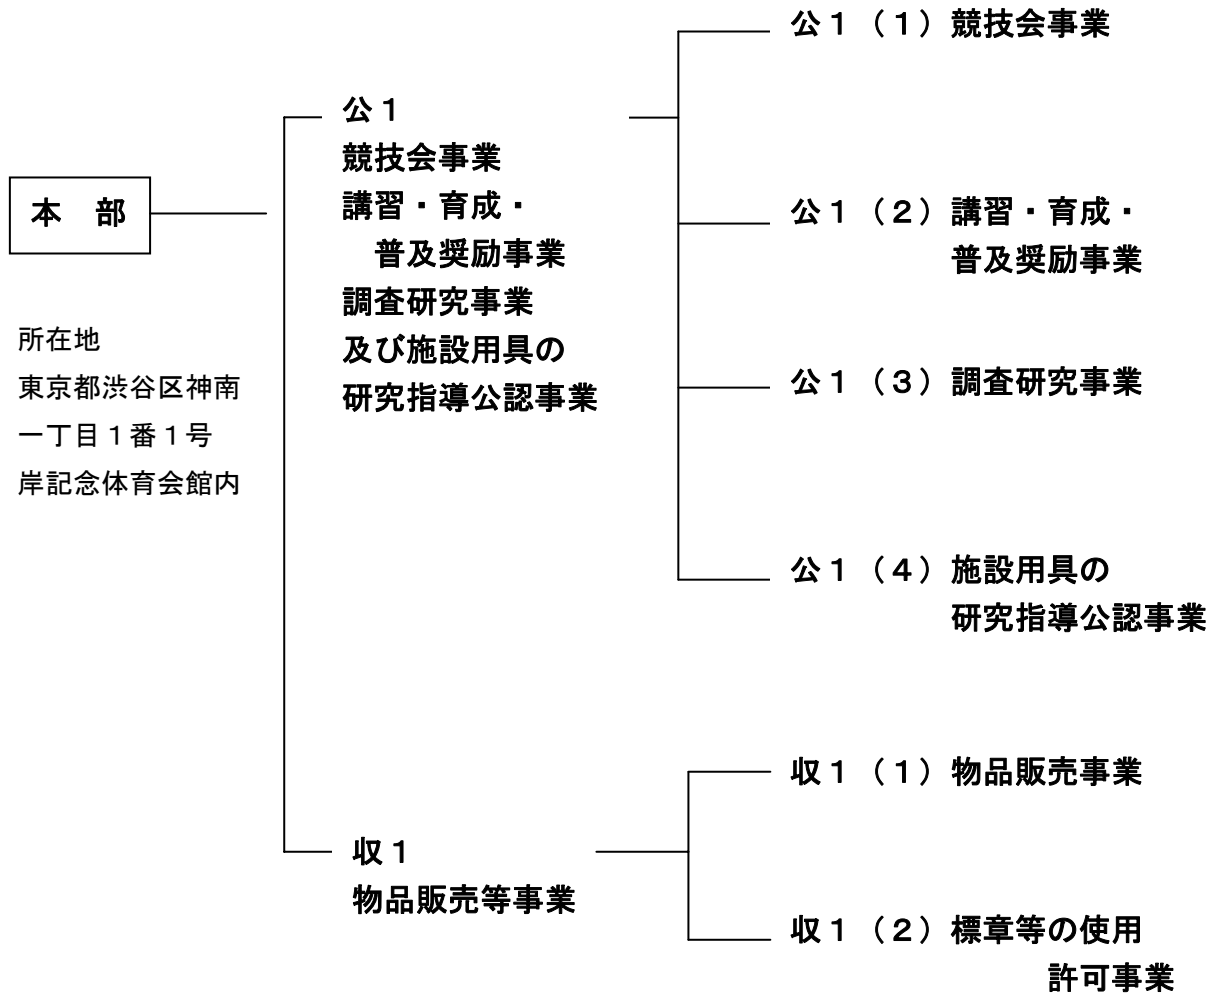 本　部
所在地
東京都渋谷区神南
一丁目１番１号
岸記念体育会館内
公１
競技会事業
講習・育成・
普及奨励事業
調査研究事業
及び施設用具の
研究指導公認事業
公１（１）競技会事業
公１（２）講習・育成・
普及奨励事業
公１（３）調査研究事業
公１（４）施設用具の
研究指導公認事業
収１
物品販売等事業
収１（１）物品販売事業
収１（２）標章等の使用
許可事業